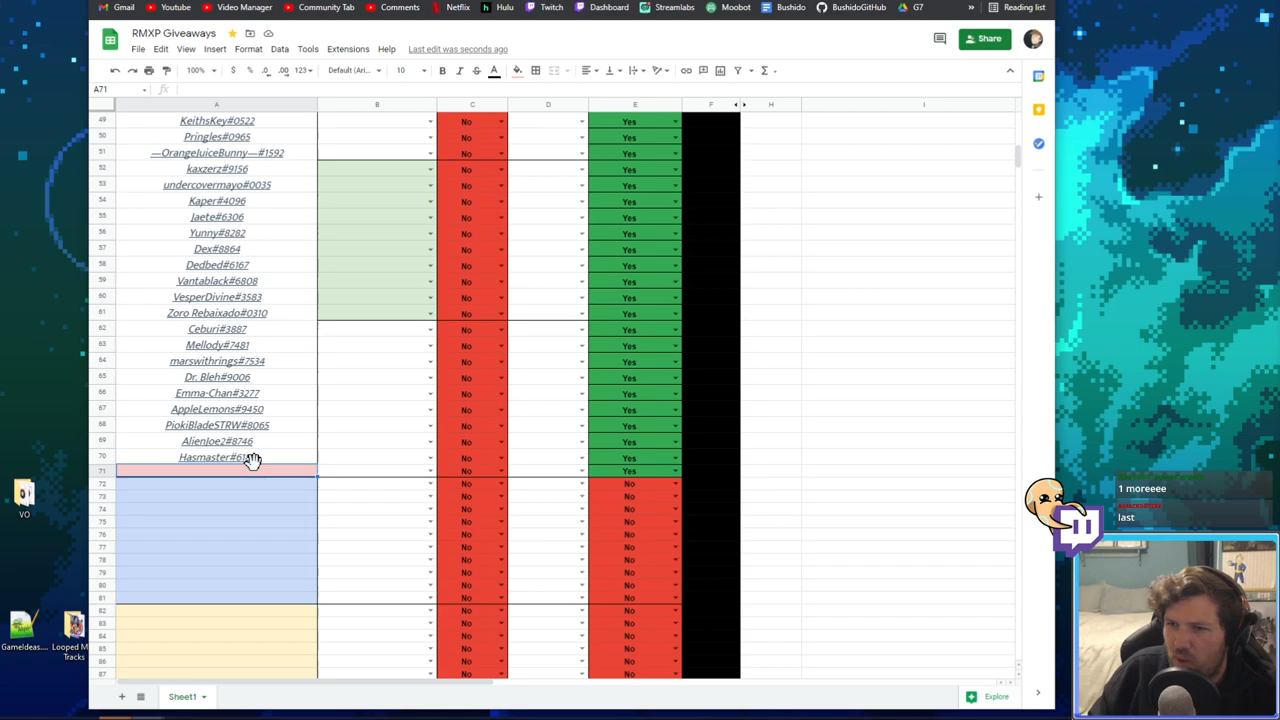 Gmail Youtube Video Manager Community Tab Comments Netflix Hulu Twitch Dashboard Streamlabs Moobot Bushido BushidoGitHub G7 » Reading list
RMXP Giveaways
Share
File Edit View Insert Format Data Tools Extensions Help Last edit was seconds ago
100% $ % .0 .00 123 Default (Ari... 10 B I S A
A71 fx
A B C D E F H I
49 KeithsKey#0522 No Yes
50 Pringles#0965 No Yes
51 —OrangeJuiceBunny—#1592 No Yes
52 kaxzerz#9156 No Yes
53 undercovermayo#0035 No Yes
54 Kaper#4096 No Yes
55 Jaete#6306 No Yes
56 Yunny#8282 No Yes
57 Dex#8864 No Yes
58 Dedbed#6167 No Yes
59 Vantablack#6808 No Yes
60 VesperDivine#3583 No Yes
61 Zoro Rebaixado#0310 No Yes
62 Ceburi#3887 No Yes
63 Mellody#7481 No Yes
64 marswithrings#7534 No Yes
65 Dr. Bleh#9006 No Yes
66 Emma-Chan#3277 No Yes
67 AppleLemons#9450 No Yes
68 PiokiBladeSTRW#8065 No Yes
69 AlienJoe2#8746 No Yes
70 No Yes
71 No Yes
72 No No
73 No No
74 No No
75 No No
76 No No
77 No No
78 No No
79 No No
80 No No
81 No No
82 No No
83 No No
84 No No
85 No No
86 No No
87 No No
Sheet1
Explore
VO
GameIdeas....
Looped M...
Tracks
1 moreeee
last